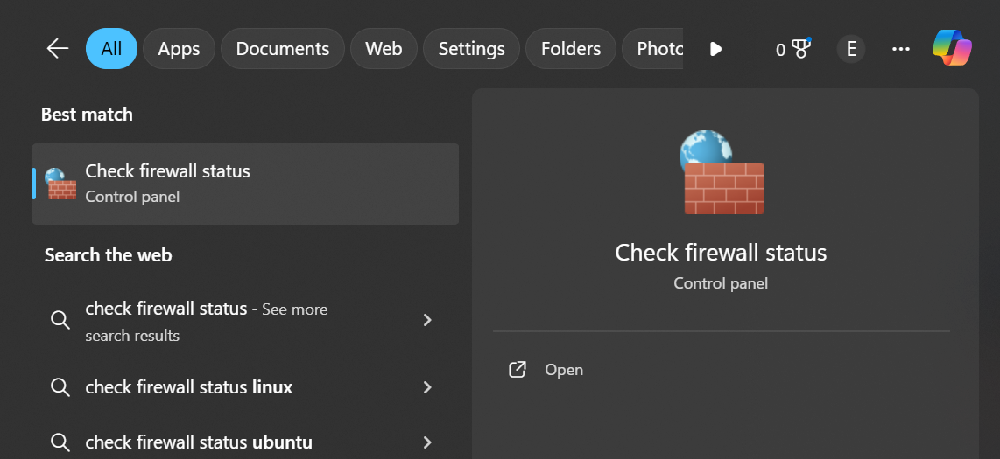 All Apps Documents Web Settings Folders Photo 0 E
Best match
Check firewall status
Control panel
Search the web
check firewall status - See more
search results
check firewall status linux
check firewall status ubuntu
Check firewall status
Control panel
Open